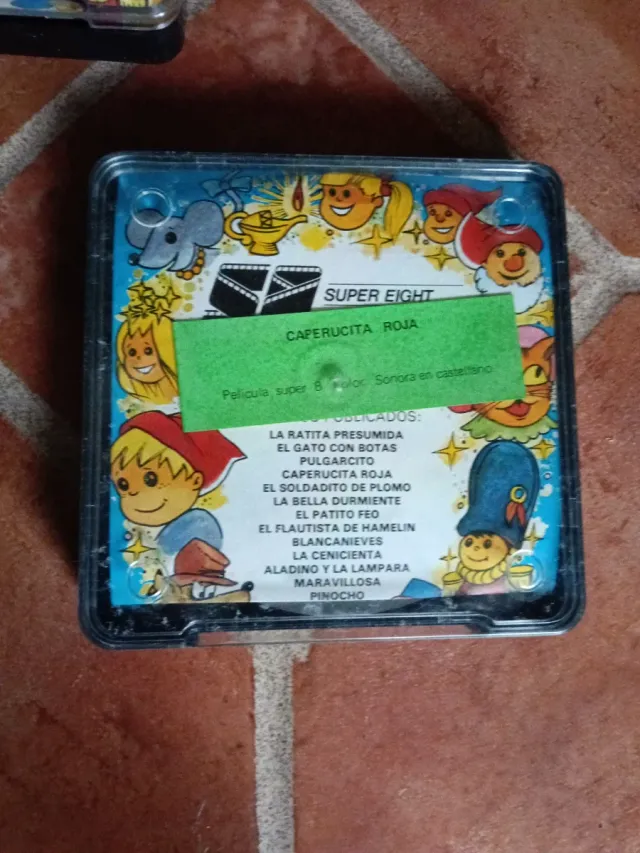 SUPER EIGHT
CAPERUCITA ROJA
Película super 8 Color. Sonora en castellano
PUBLICADOS:
LA RATITA PRESUMIDA
EL GATO CON BOTAS
PULGARCITO
CAPERUCITA ROJA
EL SOLDADITO DE PLOMO
LA BELLA DURMIENTE
EL PATITO FEO
EL FLAUTISTA DE HAMELIN
BLANCANIEVES
LA CENICIENTA
ALADINO Y LA LAMPARA
MARAVILLOSA
PINOCHO